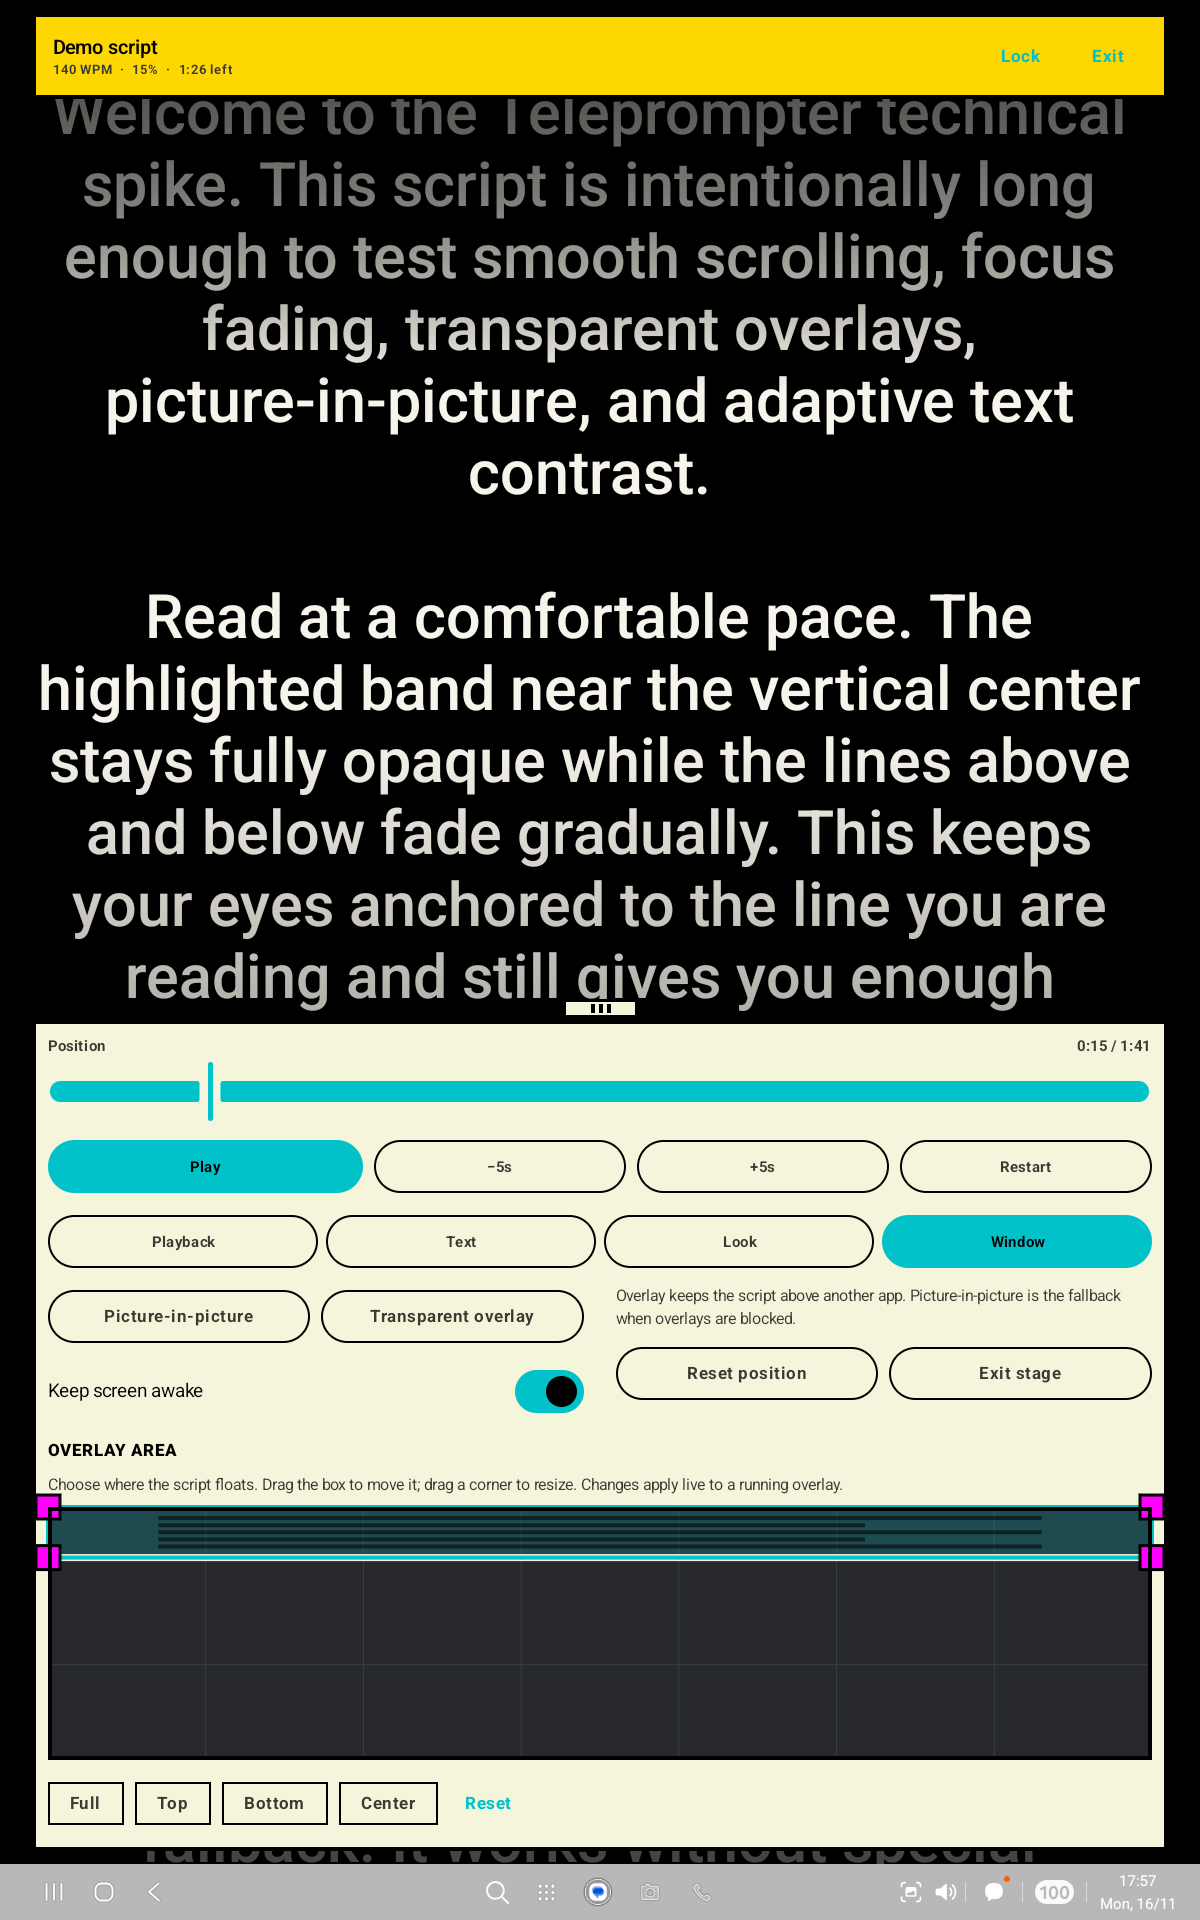 Demo script
140 WPM · 15% · 1:26 left
Lock
Exit
Welcome to the Teleprompter technical
spike. This script is intentionally long
enough to test smooth scrolling, focus
fading, transparent overlays,
picture-in-picture, and adaptive text
contrast.
Read at a comfortable pace. The
highlighted band near the vertical center
stays fully opaque while the lines above
and below fade gradually. This keeps
your eyes anchored to the line you are
reading and still gives you enough
Position
0:15 / 1:41
Play
−5s
+5s
Restart
Playback
Text
Look
Window
Picture-in-picture
Transparent overlay
Overlay keeps the script above another app. Picture-in-picture is the fallback
when overlays are blocked.
Reset position
Exit stage
Keep screen awake
OVERLAY AREA
Choose where the script floats. Drag the box to move it; drag a corner to resize. Changes apply live to a running overlay.
Full
Top
Bottom
Center
Reset
fallback. It works without special
100
17:57
Mon, 16/11